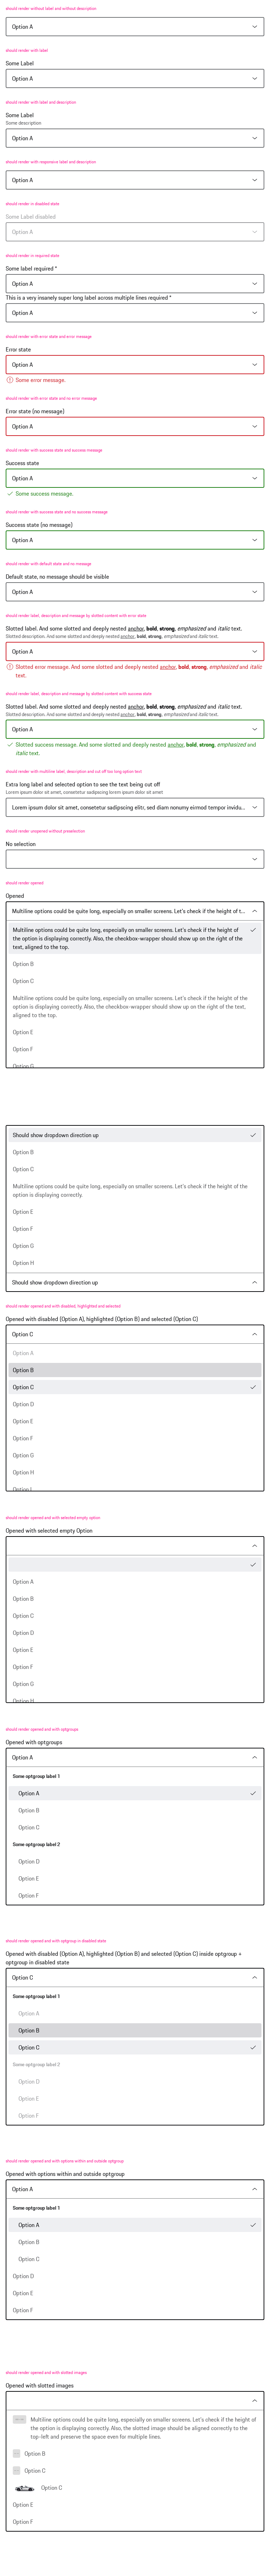 should render without label and without description
Option A
should render with label
Some Label
Option A
should render with label and description
Some Label
Some description
Option A
should render with responsive label and description
Option A
should render in disabled state
Some Label disabled
Option A
should render in required state
Some label required *
Option A
This is a very insanely super long label across multiple lines required *
Option A
should render with error state and error message
Error state
Option A
Some error message.
should render with error state and no error message
Error state (no message)
Option A
should render with success state and success message
Success state
Option A
Some success message.
should render with success state and no success message
Success state (no message)
Option A
should render with default state and no message
Default state, no message should be visible
Option A
should render label, description and message by slotted content with error state
Slotted label. And some slotted and deeply nested anchor, bold, strong, emphasized and italic text.
Slotted description. And some slotted and deeply nested anchor, bold, strong, emphasized and italic text.
Option A
Slotted error message. And some slotted and deeply nested anchor, bold, strong, emphasized and italic
text.
should render label, description and message by slotted content with success state
Slotted label. And some slotted and deeply nested anchor, bold, strong, emphasized and italic text.
Slotted description. And some slotted and deeply nested anchor, bold, strong, emphasized and italic text.
Option A
Slotted success message. And some slotted and deeply nested anchor, bold, strong, emphasized and
italic text.
should render with multiline label, description and cut off too long option text
Extra long label and selected option to see the text being cut off
Lorem ipsum dolor sit amet, consetetur sadipscing lorem ipsum dolor sit amet
Lorem ipsum dolor sit amet, consetetur sadipscing elitr, sed diam nonumy eirmod tempor invidu...
should render unopened without preselection
No selection
should render opened
Opened
Multiline options could be quite long, especially on smaller screens. Let's check if the height of t...
Multiline options could be quite long, especially on smaller screens. Let's check if the height of
the option is displaying correctly. Also, the checkbox-wrapper should show up on the right of the
text, aligned to the top.
Option B
Option C
Multiline options could be quite long, especially on smaller screens. Let's check if the height of the
option is displaying correctly. Also, the checkbox-wrapper should show up on the right of the text,
aligned to the top.
Option E
Option F
Option G
Should show dropdown direction up
Option B
Option C
Multiline options could be quite long, especially on smaller screens. Let's check if the height of the
option is displaying correctly.
Option E
Option F
Option G
Option H
Should show dropdown direction up
should render opened and with disabled, highlighted and selected
Opened with disabled (Option A), highlighted (Option B) and selected (Option C)
Option C
Option A
Option B
Option C
Option D
Option E
Option F
Option G
Option H
Option I
should render opened and with selected empty option
Opened with selected empty Option
Option A
Option B
Option C
Option D
Option E
Option F
Option G
Option H
should render opened and with optgroups
Opened with optgroups
Option A
Some optgroup label 1
Option A
Option B
Option C
Some optgroup label 2
Option D
Option E
Option F
should render opened and with optgroup in disabled state
Opened with disabled (Option A), highlighted (Option B) and selected (Option C) inside optgroup +
optgroup in disabled state
Option C
Some optgroup label 1
Option A
Option B
Option C
Some optgroup label 2
Option D
Option E
Option F
should render opened and with options within and outside optgroup
Opened with options within and outside optgroup
Option A
Some optgroup label 1
Option A
Option B
Option C
Option D
Option E
Option F
should render opened and with slotted images
Opened with slotted images
Multiline options could be quite long, especially on smaller screens. Let's check if the height of
the option is displaying correctly. Also, the slotted image should be aligned correctly to the
top-left and preserve the space even for multiple lines.
Option B
Option C
Option C
Option E
Option F